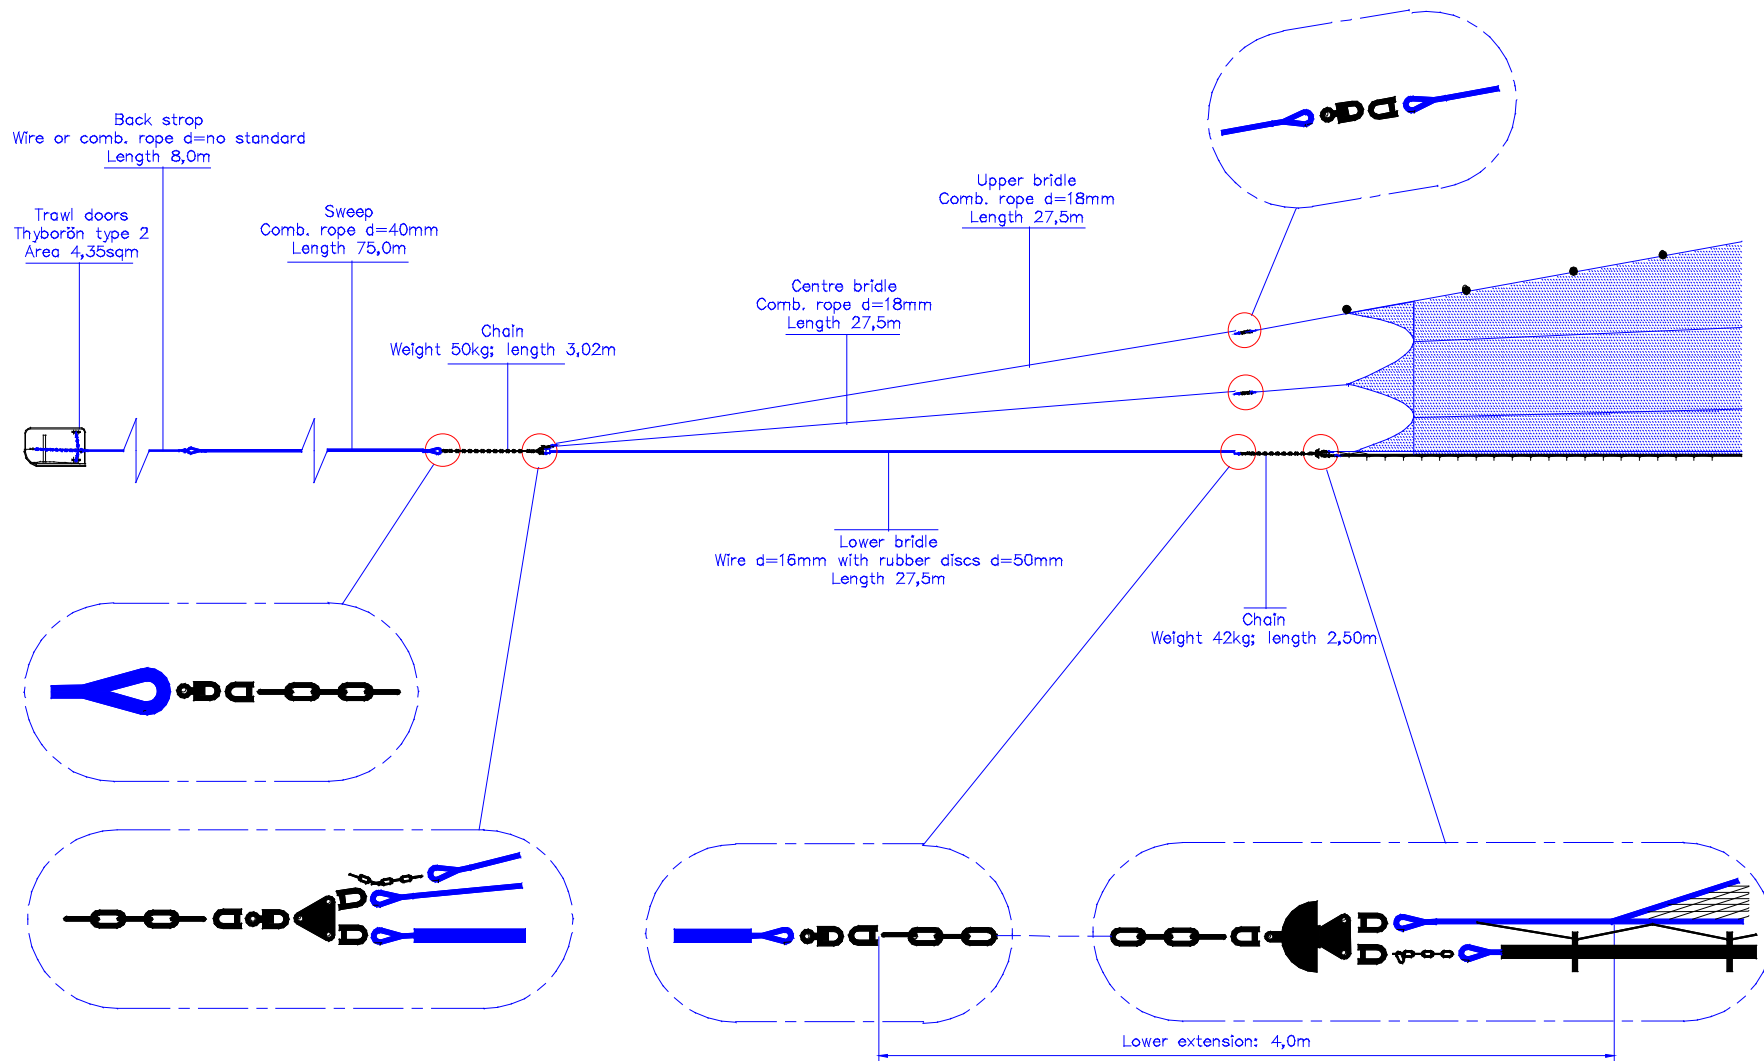 Back strop
Wire or comb. rope d=no standard
Length 8,0m
Trawl doors
Thyborön type 2
Area 4,35sqm
Sweep
Comb. rope d=40mm
Length 75,0m
Chain
Weight 50kg; length 3,02m
Centre bridle
Comb. rope d=18mm
Length 27,5m
Upper bridle
Comb. rope d=18mm
Length 27,5m
Lower bridle
Wire d=16mm with rubber discs d=50mm
Length 27,5m
Chain
Weight 42kg; length 2,50m
Lower extension: 4,0m